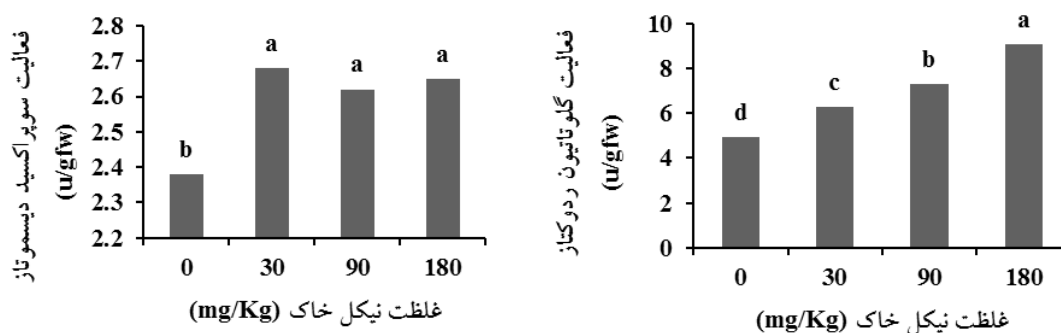 فعالیت سوپراکسید دیسموتاز
(u/gfw)
2.8
2.7
2.6
2.5
2.4
2.3
2.2
b
a
a
a
0 30 90 180
غلظت نیکل خاک (mg/Kg)
فعالیت گلوتاتیون ردوکتاز
(u/gfw)
10
8
6
4
2
0
d
c
b
a
0 30 90 180
غلظت نیکل خاک (mg/Kg)